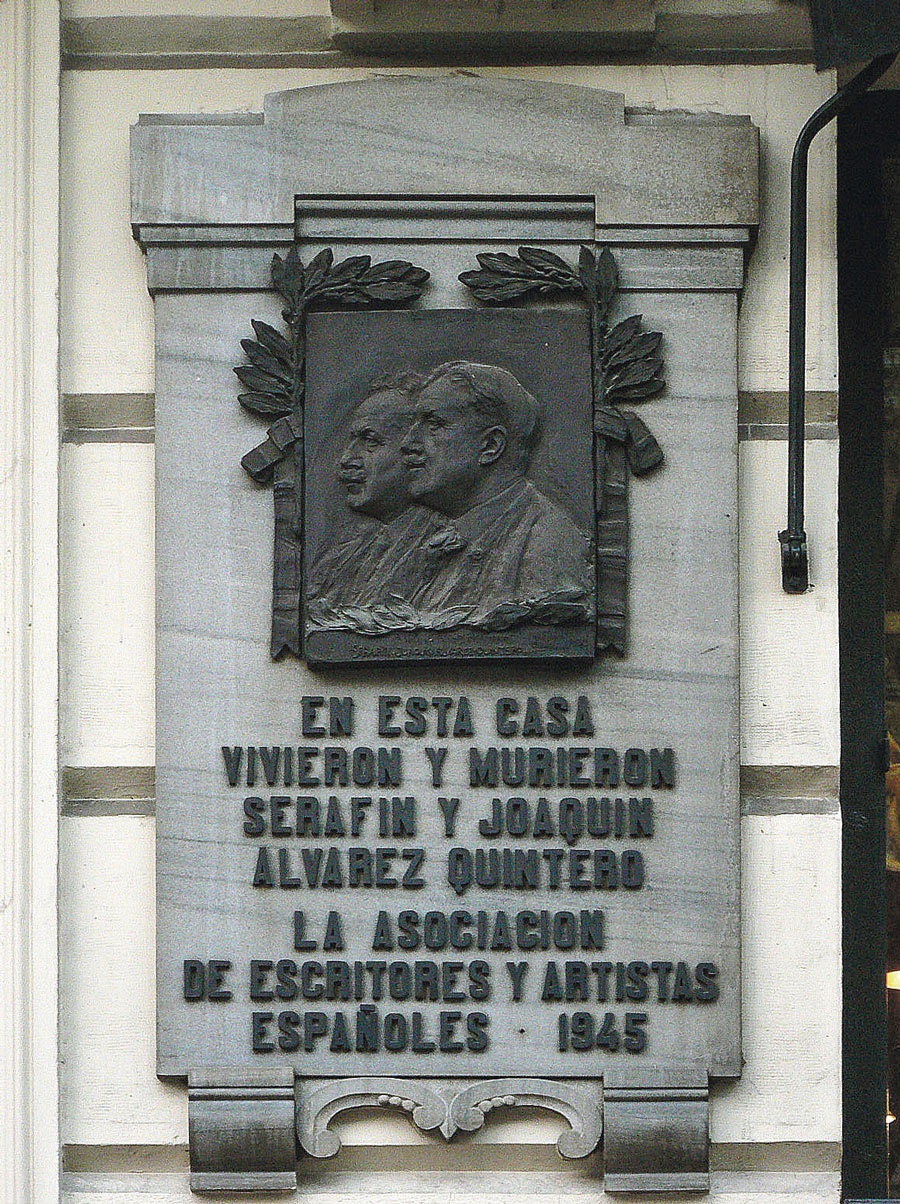 EN ESTA CASA
VIVIERON Y MURIERON
SERAFIN Y JOAQUIN
ALVAREZ QUINTERO
LA ASOCIACION
DE ESCRITORES Y ARTISTAS
ESPAÑOLES · 1945